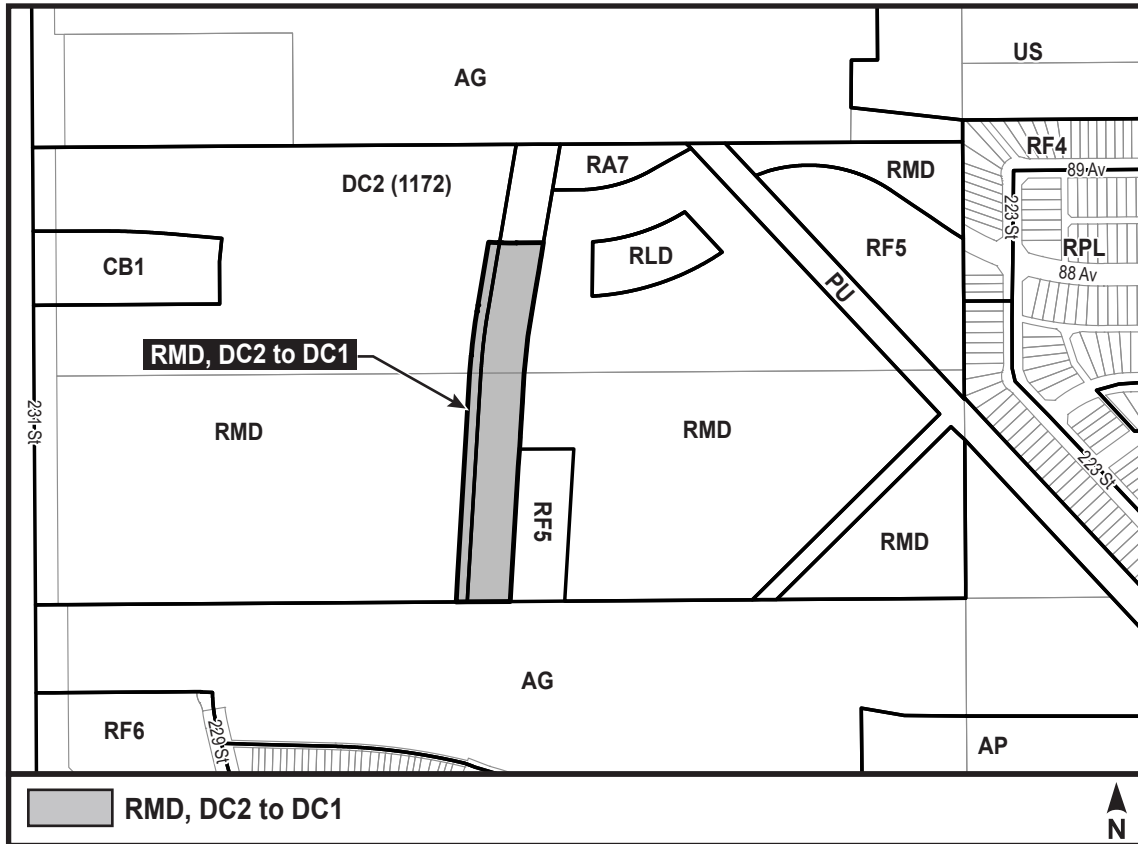 AG
US
RF4
89 Av
DC2 (1172)
RA7
RMD
223 St
RPL
CB1
RLD
RF5
88 Av
PU
RMD, DC2 to DC1
231 St
RMD
RMD
223 St
RF5
RMD
AG
RF6
229 St
AP
RMD, DC2 to DC1
N